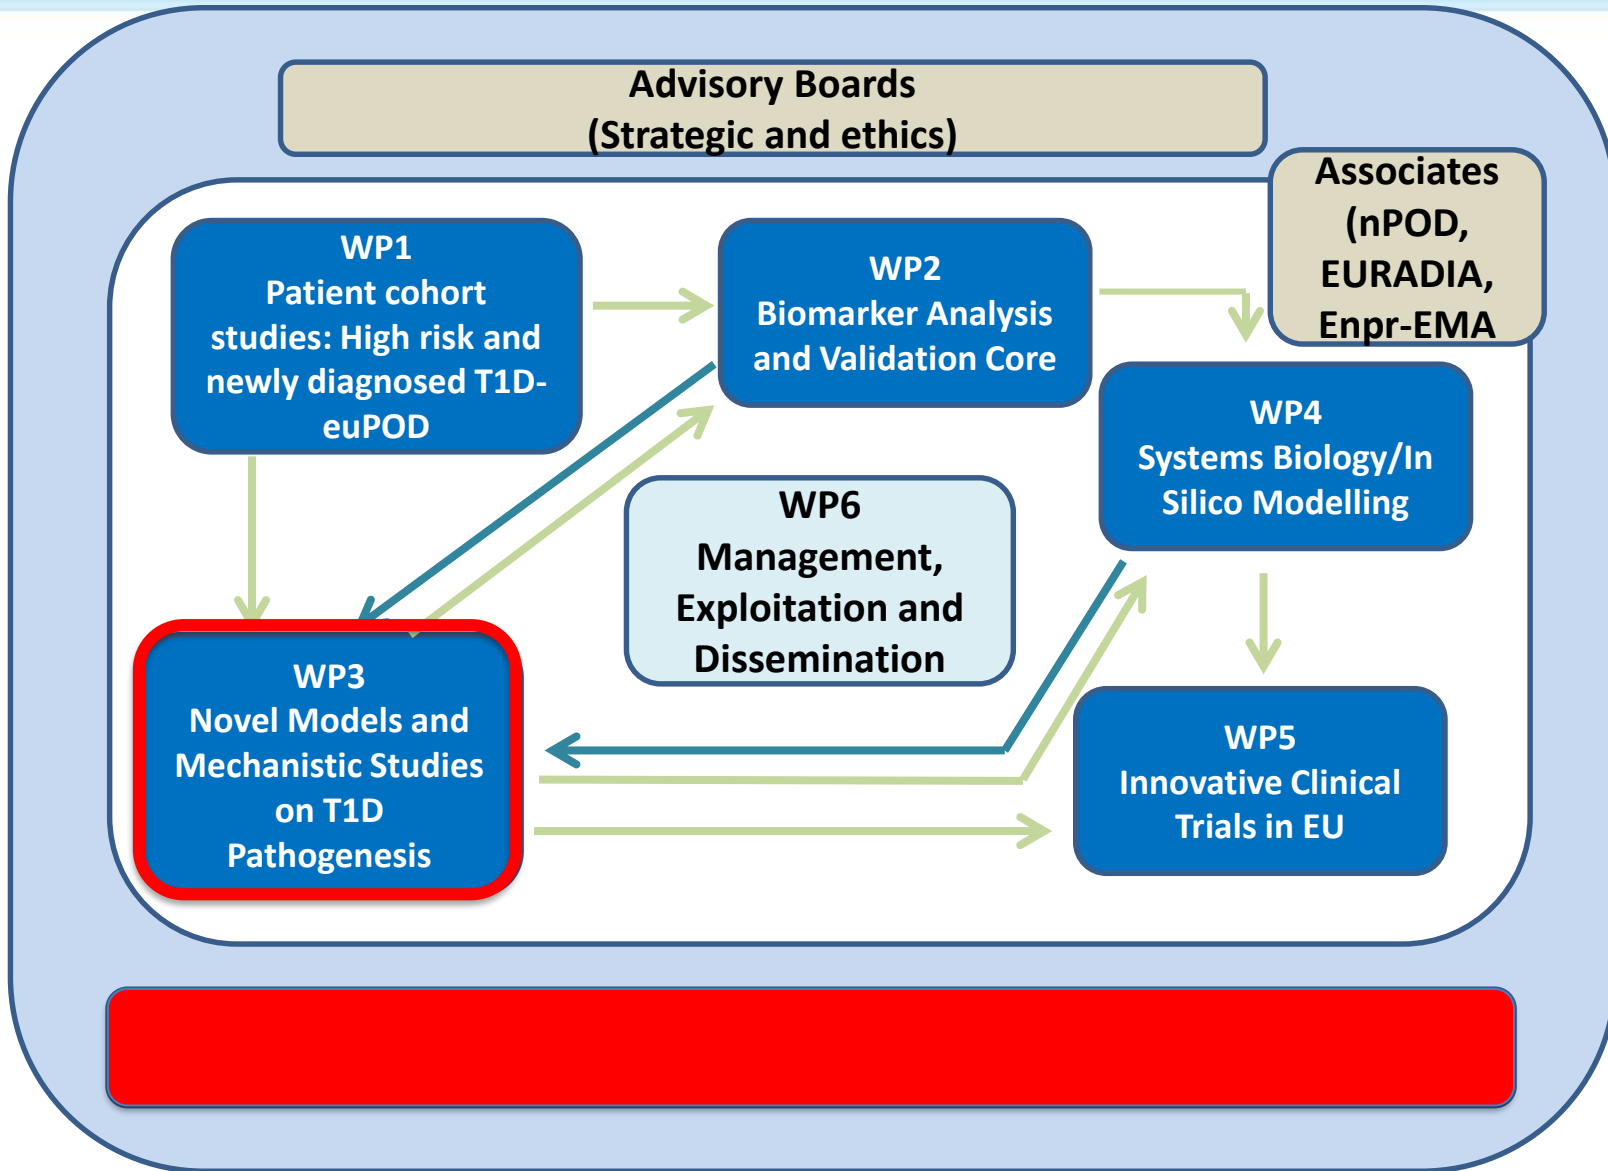 Advisory Boards
(Strategic and ethics)
Associates
(nPOD,
EURADIA,
Enpr-EMA
WP1
Patient cohort
studies: High risk and
newly diagnosed T1D-
euPOD
WP2
Biomarker Analysis
and Validation Core
WP4
Systems Biology/In
Silico Modelling
WP6
Management,
Exploitation and
Dissemination
WP3
Novel Models and
Mechanistic Studies
on T1D
Pathogenesis
WP5
Innovative Clinical
Trials in EU